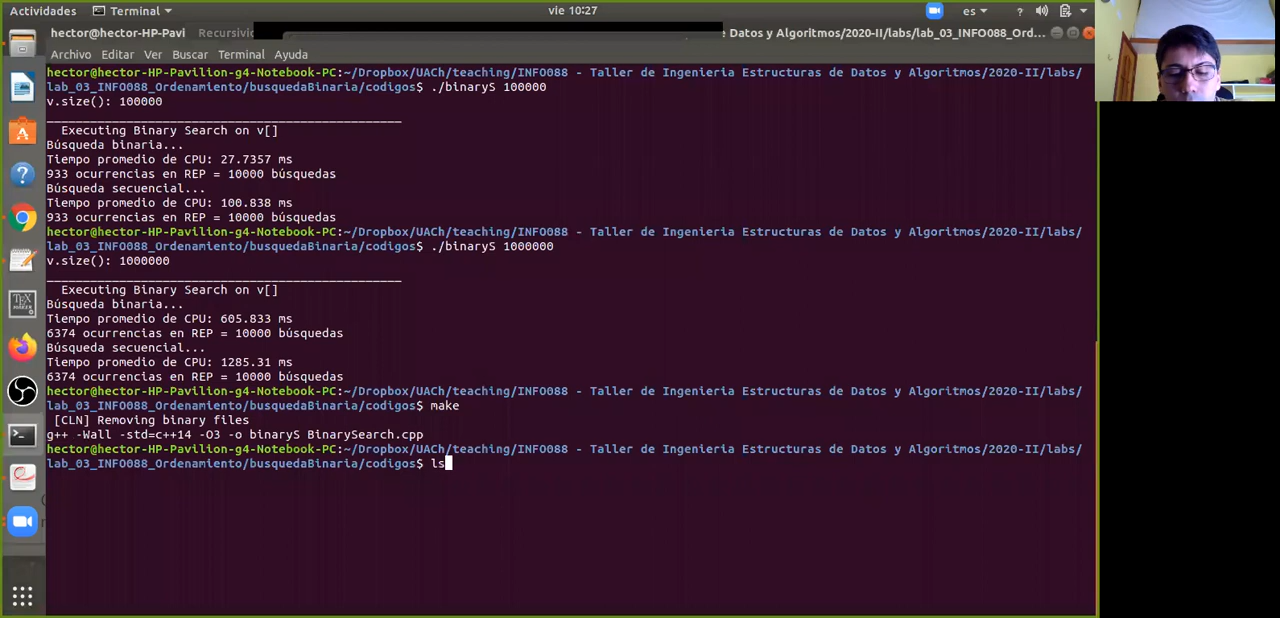 Actividades Terminal vie 10:27 es ?
hector@hector-HP-Pavi Recursivid e Datos y Algoritmos/2020-II/labs/lab_03_INFO088_Ord...
Archivo Editar Ver Buscar Terminal Ayuda
hector@hector-HP-Pavilion-g4-Notebook-PC:~/Dropbox/UACh/teaching/INFO088 - Taller de Ingenieria Estructuras de Datos y Algoritmos/2020-II/labs/
lab_03_INFO088_Ordenamiento/busquedaBinaria/codigos$ ./binaryS 100000
v.size(): 100000
_________________________________________________
Executing Binary Search on v[]
Búsqueda binaria...
Tiempo promedio de CPU: 27.7357 ms
933 ocurrencias en REP = 10000 búsquedas
Búsqueda secuencial...
Tiempo promedio de CPU: 100.838 ms
933 ocurrencias en REP = 10000 búsquedas
hector@hector-HP-Pavilion-g4-Notebook-PC:~/Dropbox/UACh/teaching/INFO088 - Taller de Ingenieria Estructuras de Datos y Algoritmos/2020-II/labs/
lab_03_INFO088_Ordenamiento/busquedaBinaria/codigos$ ./binaryS 1000000
v.size(): 1000000
_________________________________________________
Executing Binary Search on v[]
Búsqueda binaria...
Tiempo promedio de CPU: 605.833 ms
6374 ocurrencias en REP = 10000 búsquedas
Búsqueda secuencial...
Tiempo promedio de CPU: 1285.31 ms
6374 ocurrencias en REP = 10000 búsquedas
hector@hector-HP-Pavilion-g4-Notebook-PC:~/Dropbox/UACh/teaching/INFO088 - Taller de Ingenieria Estructuras de Datos y Algoritmos/2020-II/labs/
lab_03_INFO088_Ordenamiento/busquedaBinaria/codigos$ make
[CLN] Removing binary files
g++ -Wall -std=c++14 -O3 -o binaryS BinarySearch.cpp
hector@hector-HP-Pavilion-g4-Notebook-PC:~/Dropbox/UACh/teaching/INFO088 - Taller de Ingenieria Estructuras de Datos y Algoritmos/2020-II/labs/
lab_03_INFO088_Ordenamiento/busquedaBinaria/codigos$ ls